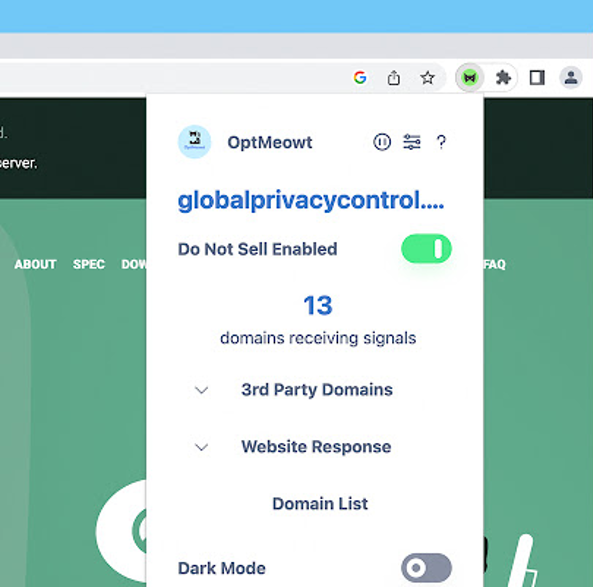 OptMeowt
d.
server.
globalprivacycontrol....
ABOUT SPEC DOW
FAQ
Do Not Sell Enabled
13
domains receiving signals
3rd Party Domains
Website Response
Domain List
Dark Mode